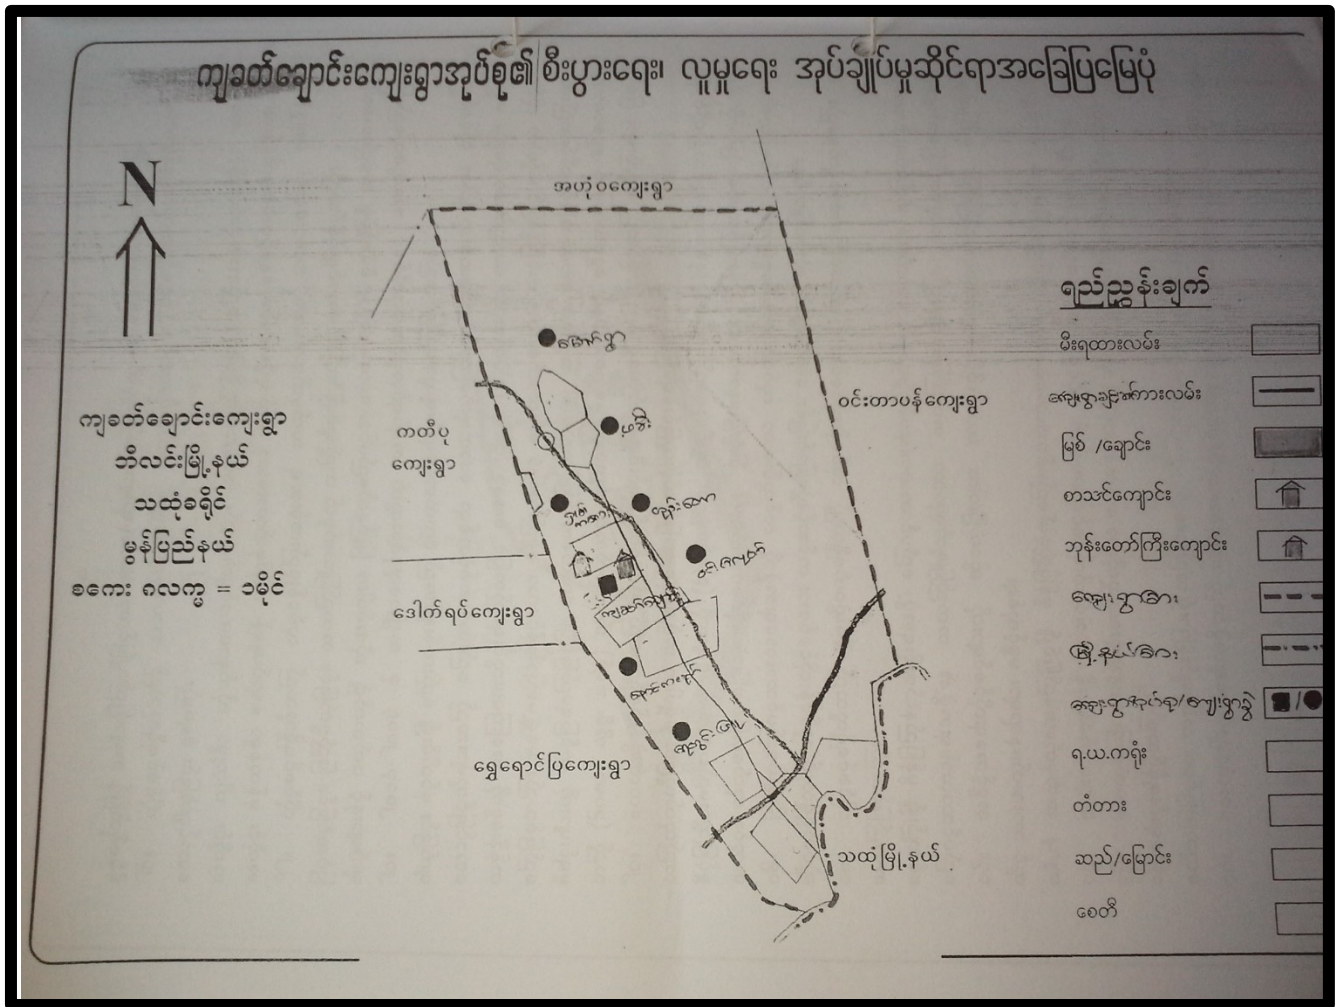 ကျခတ်ချောင်းကျေးရွာအုပ်စု၏ စီးပွားရေး၊ လူမှုရေး အုပ်ချုပ်မှုဆိုင်ရာအခြေပြမြေပုံ
N
အဟုံဝကျေးရွာ
ကျခတ်ချောင်းကျေးရွာ
ဘီလင်းမြို့နယ်
သထုံခရိုင်
မွန်ပြည်နယ်
စကေး ၈လက္မ = ၁မိုင်
ကတီပု
ကျေးရွာ
ဒေါက်ရပ်ကျေးရွာ
ရွှေရောင်ပြကျေးရွာ
ဝင်းတာပန်ကျေးရွာ
သထုံမြို့နယ်
ရည်ညွှန်းချက်
မီးရထားလမ်း
ကျေးရွာချင်းဆက်ကားလမ်း
မြစ် /ချောင်း
စာသင်ကျောင်း
ဘုန်းတော်ကြီးကျောင်း
ကျေးရွာအား
မြို့နယ်အား
ကျေးရွာအုပ်စု/ကျေးရွာခွဲ
ရ.ယ.ကရုံး
တံတား
ဆည်/မြောင်း
စေတီ